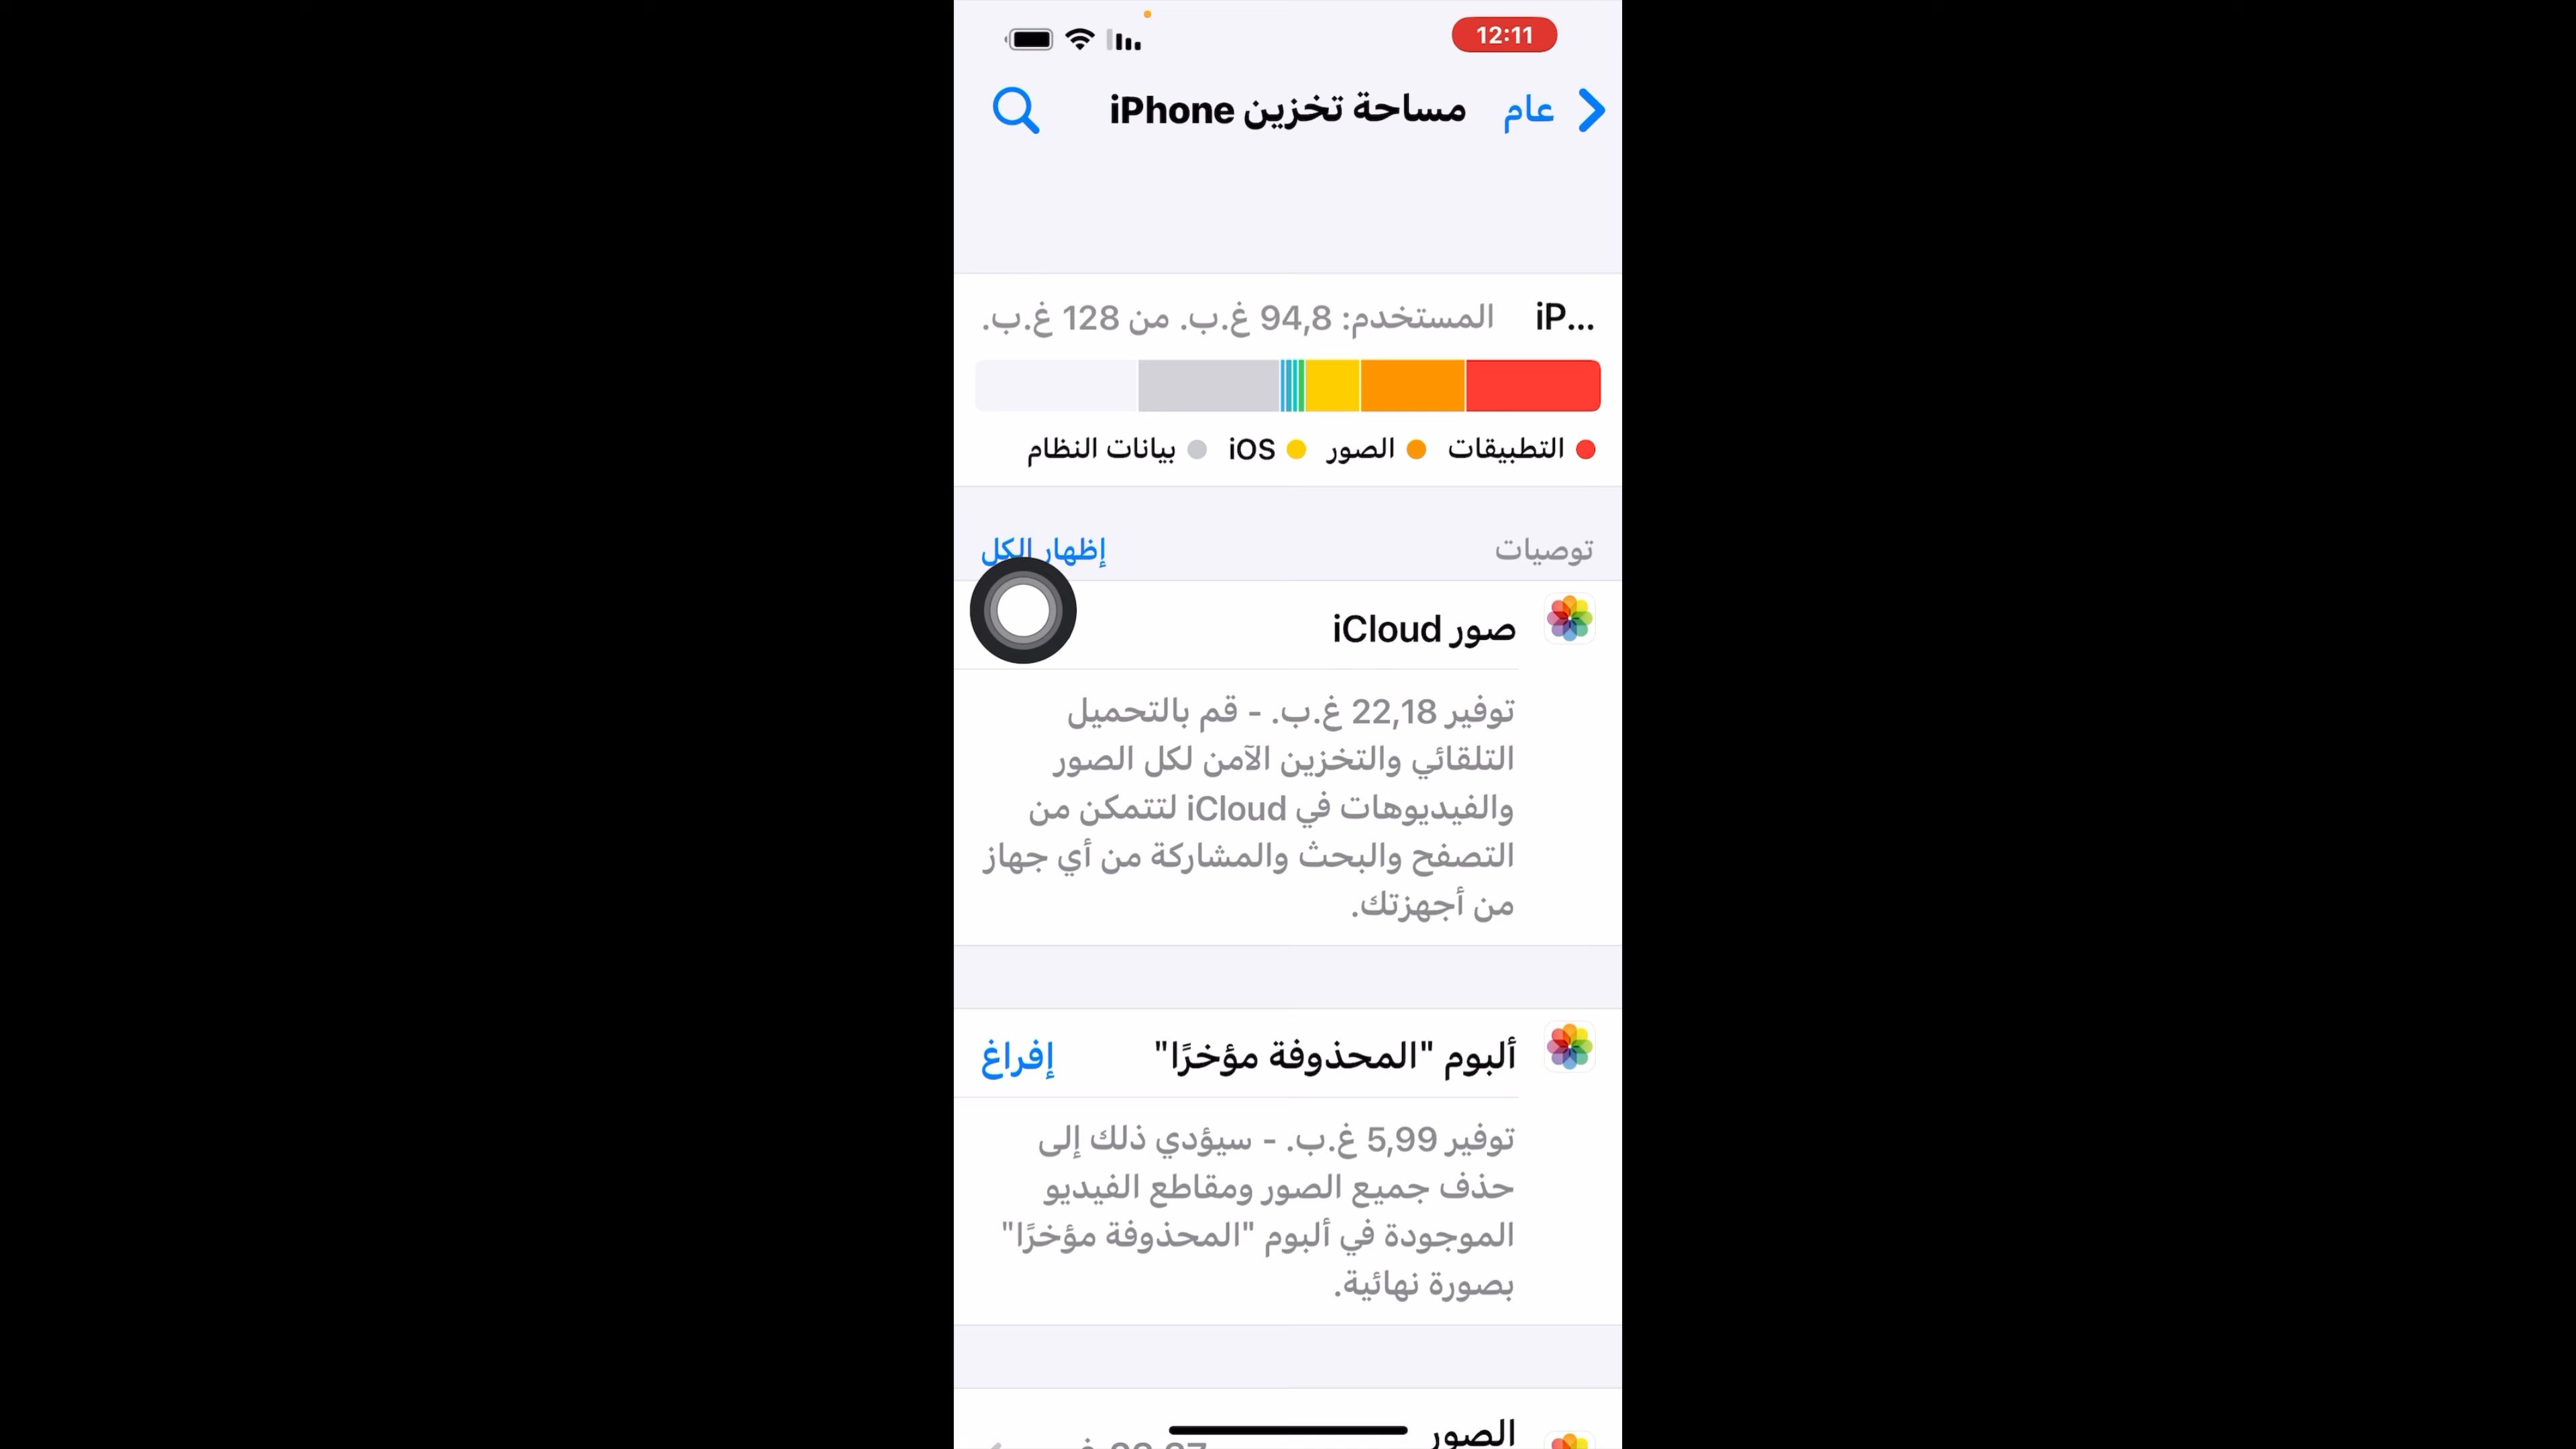 12:11
عام
مساحة تخزين iPhone
iP...
المستخدم: 94,8 غ.ب. من 128 غ.ب.
التطبيقات
الصور
iOS
بيانات النظام
توصيات
إظهار الكل
صور iCloud
توفير 22,18 غ.ب. - قم بالتحميل
التلقائي والتخزين الآمن لكل الصور
والفيديوهات في iCloud لتتمكن من
التصفح والبحث والمشاركة من أي جهاز
من أجهزتك.
ألبوم "المحذوفة مؤخرًا"
إفراغ
توفير 5,99 غ.ب. - سيؤدي ذلك إلى
حذف جميع الصور ومقاطع الفيديو
الموجودة في ألبوم "المحذوفة مؤخرًا"
بصورة نهائية.
الصور